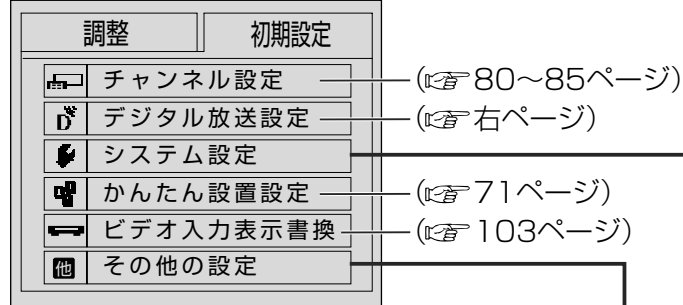 調整 初期設定
チャンネル設定 (☞80～85ページ)
デジタル放送設定 (☞右ページ)
システム設定
かんたん設置設定 (☞71ページ)
ビデオ入力表示書換 (☞103ページ)
他 その他の設定